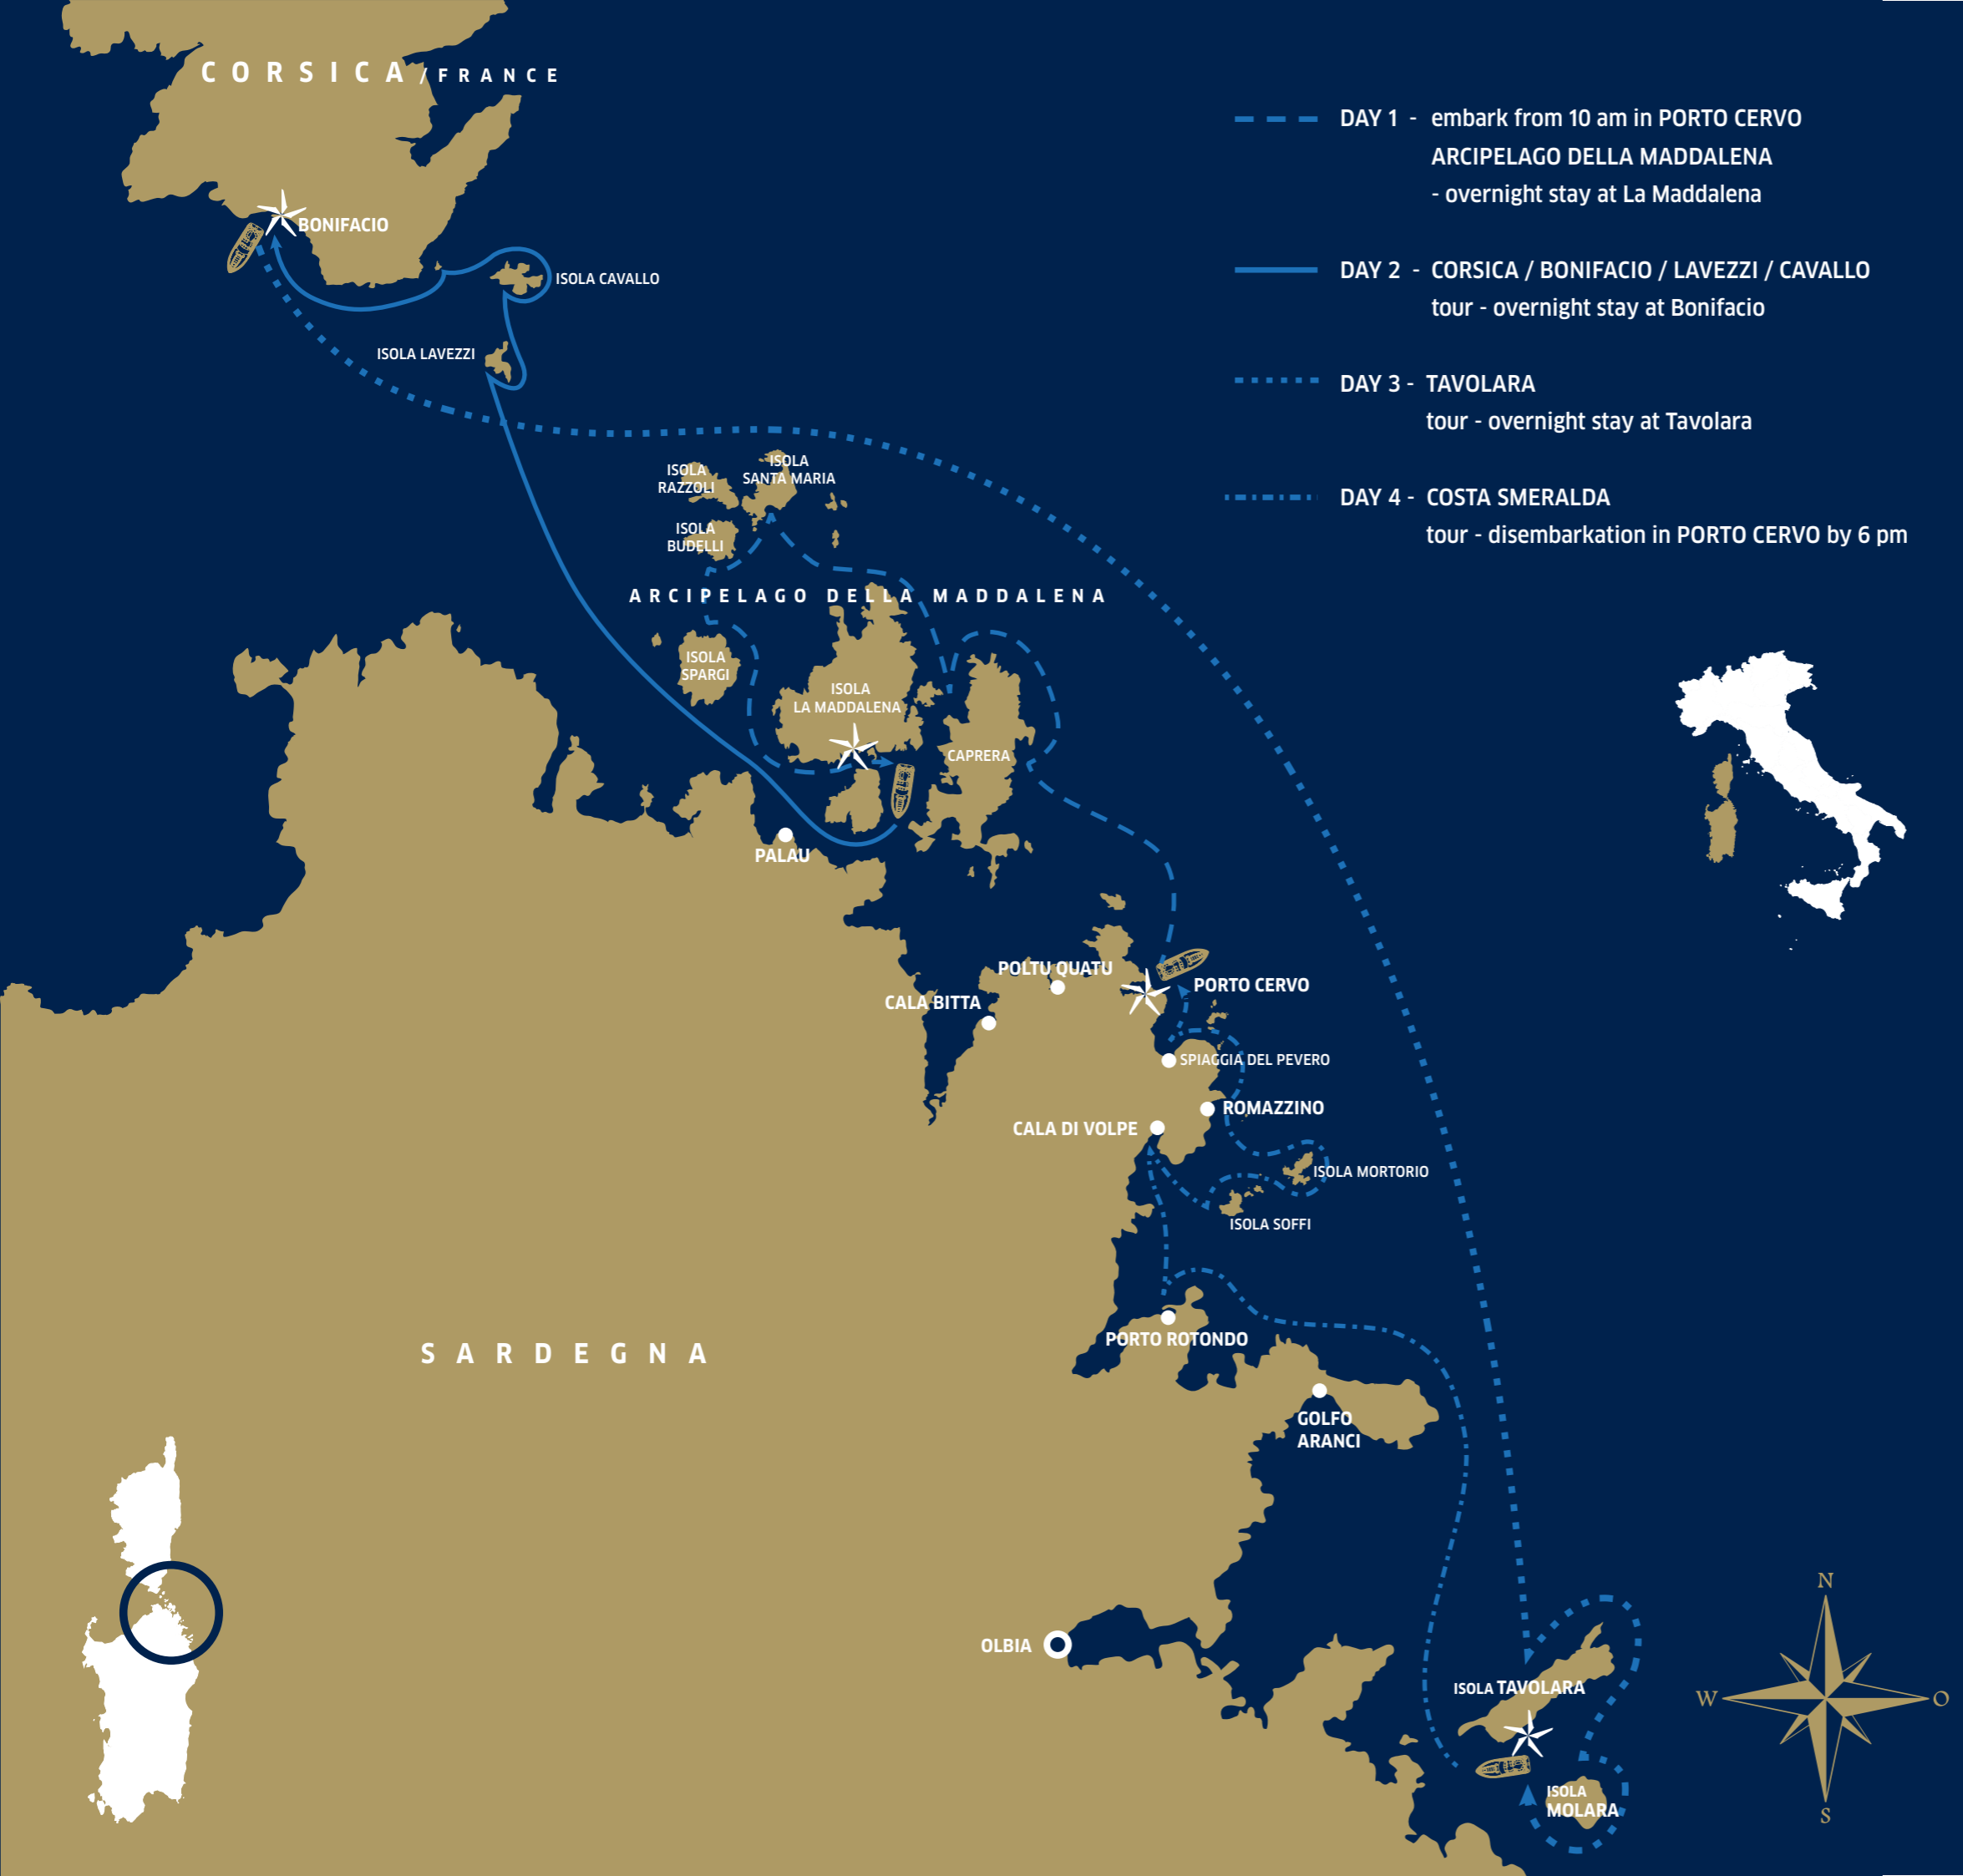 CORSICA / FRANCE
DAY 1 - embark from 10 am in PORTO CERVO
ARCIPELAGO DELLA MADDALENA
- overnight stay at La Maddalena
DAY 2 - CORSICA / BONIFACIO / LAVEZZI / CAVALLO
tour - overnight stay at Bonifacio
DAY 3 - TAVOLARA
tour - overnight stay at Tavolara
DAY 4 - COSTA SMERALDA
tour - disembarkation in PORTO CERVO by 6 pm
BONIFACIO
ISOLA CAVALLO
ISOLA LAVEZZI
ISOLA
RAZZOLI
ISOLA
SANTA MARIA
ISOLA
BUDELLI
ARCIPELAGO DELLA MADDALENA
ISOLA
SPARGI
ISOLA
LA MADDALENA
CAPRERA
PALAU
POLTU QUATU
PORTO CERVO
CALA BITTA
SPIAGGIA DEL PEVERO
ROMAZZINO
CALA DI VOLPE
ISOLA MORTORIO
ISOLA SOFFI
PORTO ROTONDO
SARDEGNA
GOLFO
ARANCI
OLBIA
ISOLA TAVOLARA
ISOLA
MOLARA
N
W
O
S